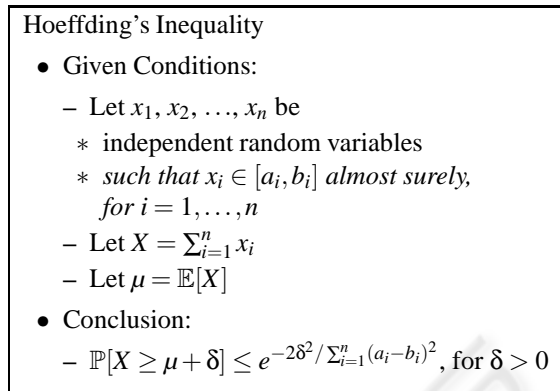 Hoeffding's Inequality
• Given Conditions:
– Let x₁, x₂, ..., xₙ be
∗ independent random variables
∗ such that xᵢ ∈ [aᵢ, bᵢ] almost surely,
for i = 1, ..., n
– Let X = ∑ⁿᵢ₌₁ xᵢ
– Let μ = 𝔼[X]
• Conclusion:
– ℙ[X ≥ μ + δ] ≤ e^{−2δ²/∑ⁿᵢ₌₁(aᵢ−bᵢ)²}, for δ > 0